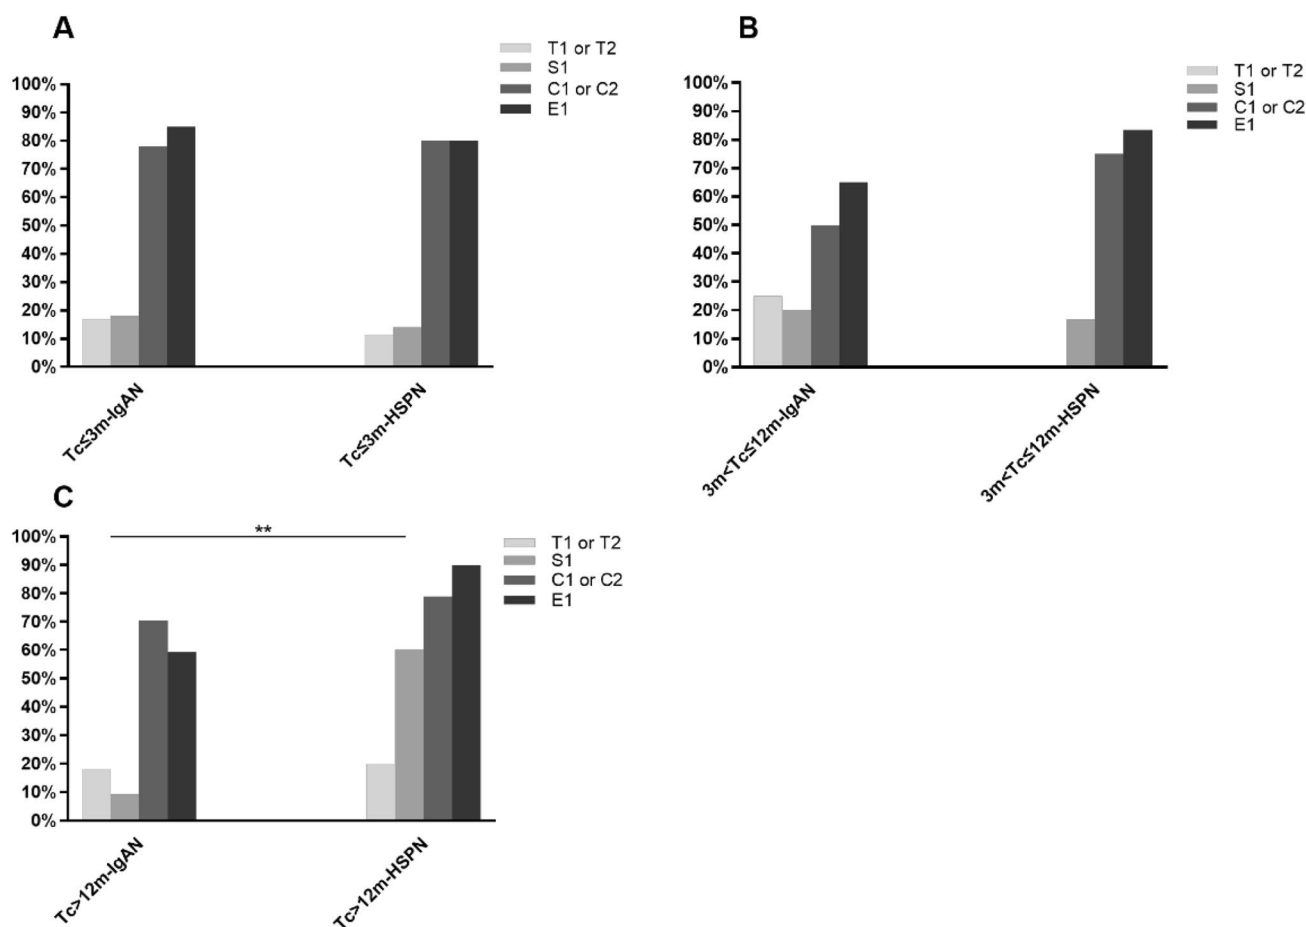 A
T1 or T2
S1
C1 or C2
E1
100%
90%
80%
70%
60%
50%
40%
30%
20%
10%
0%
Tc≤3m-IgAN
Tc≤3m-HSPN
B
T1 or T2
S1
C1 or C2
E1
100%
90%
80%
70%
60%
50%
40%
30%
20%
10%
0%
3m<Tc≤12m-IgAN
3m<Tc≤12m-HSPN
C
**
T1 or T2
S1
C1 or C2
E1
100%
90%
80%
70%
60%
50%
40%
30%
20%
10%
0%
Tc>12m-IgAN
Tc>12m-HSPN